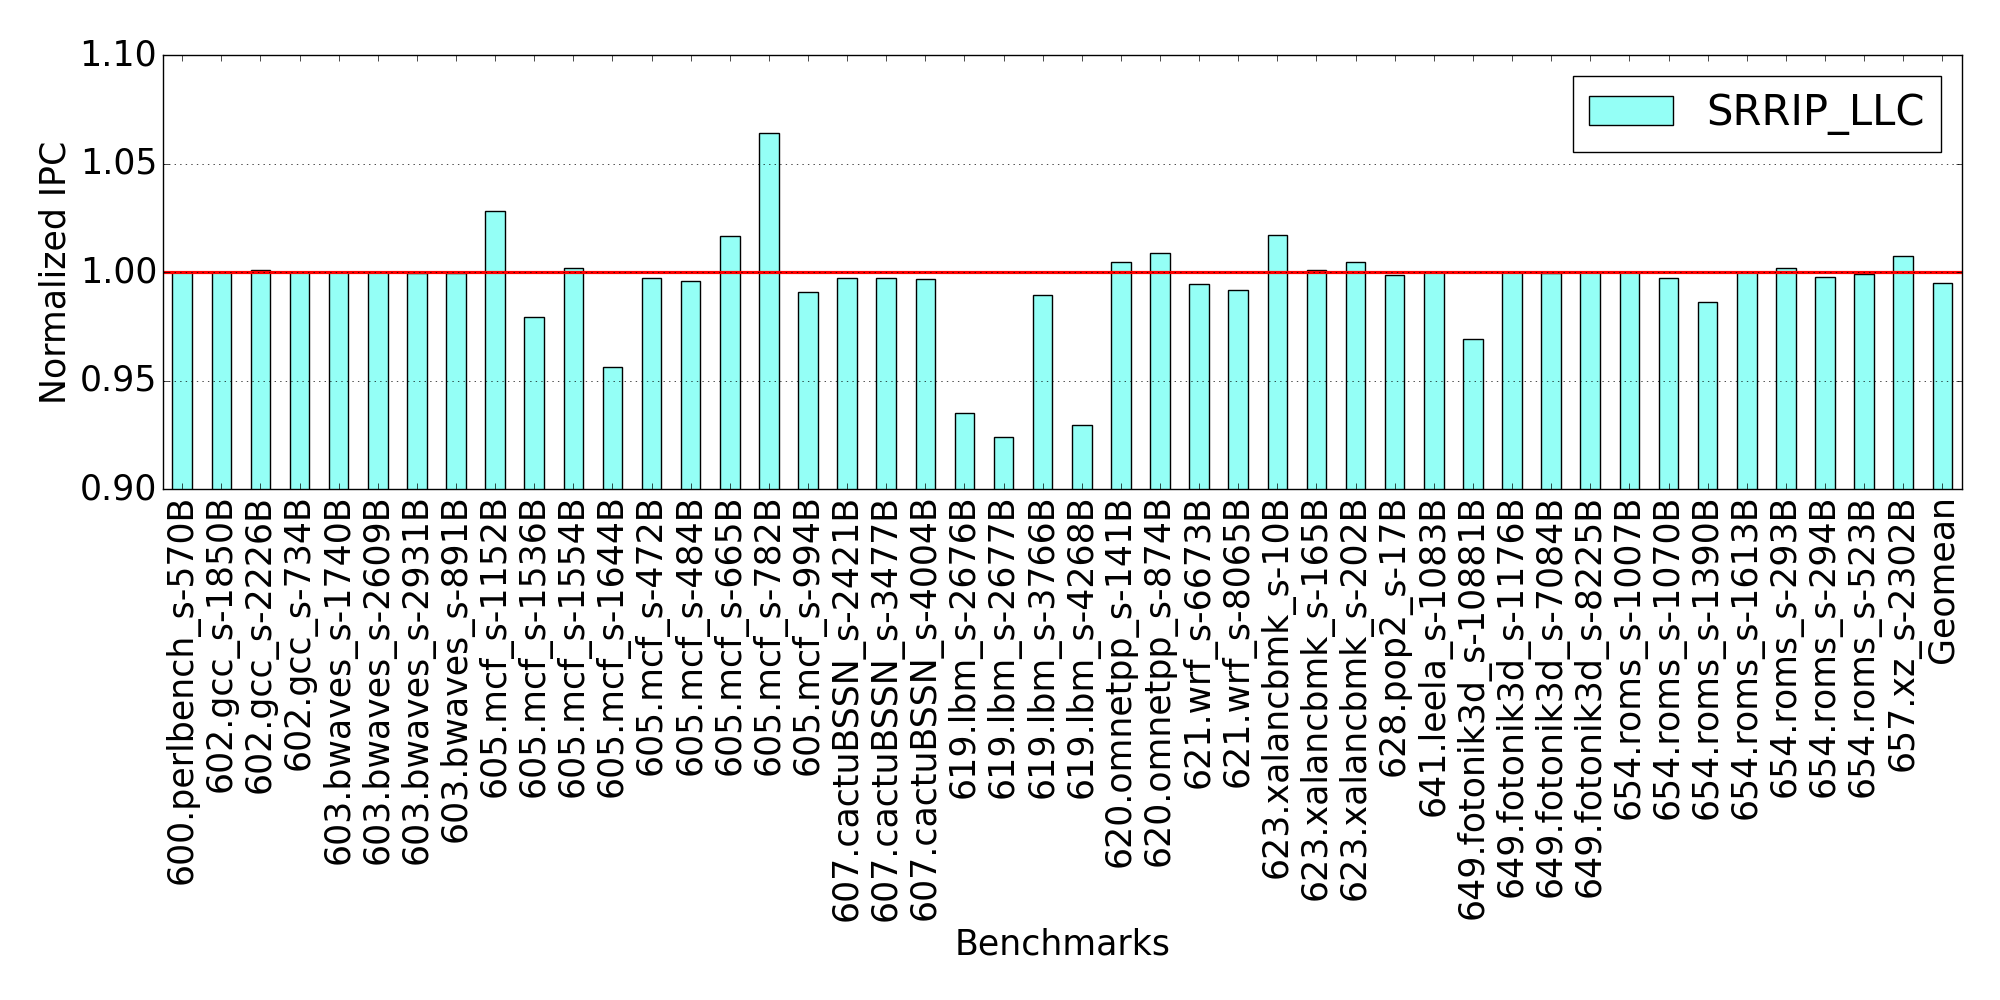 1.10
1.05
1.00
0.95
0.90
Normalized IPC
SRRIP_LLC
600.perlbench_s-570B
602.gcc_s-1850B
602.gcc_s-2226B
602.gcc_s-734B
603.bwaves_s-1740B
603.bwaves_s-2609B
603.bwaves_s-2931B
603.bwaves_s-891B
605.mcf_s-1152B
605.mcf_s-1536B
605.mcf_s-1554B
605.mcf_s-1644B
605.mcf_s-472B
605.mcf_s-484B
605.mcf_s-665B
605.mcf_s-782B
605.mcf_s-994B
607.cactuBSSN_s-2421B
607.cactuBSSN_s-3477B
607.cactuBSSN_s-4004B
619.lbm_s-2676B
619.lbm_s-2677B
619.lbm_s-3766B
619.lbm_s-4268B
620.omnetpp_s-141B
620.omnetpp_s-874B
621.wrf_s-6673B
621.wrf_s-8065B
623.xalancbmk_s-10B
623.xalancbmk_s-165B
623.xalancbmk_s-202B
628.pop2_s-17B
641.leela_s-1083B
649.fotonik3d_s-10881B
649.fotonik3d_s-1176B
649.fotonik3d_s-7084B
649.fotonik3d_s-8225B
654.roms_s-1007B
654.roms_s-1070B
654.roms_s-1390B
654.roms_s-1613B
654.roms_s-293B
654.roms_s-294B
654.roms_s-523B
657.xz_s-2302B
Geomean
Benchmarks